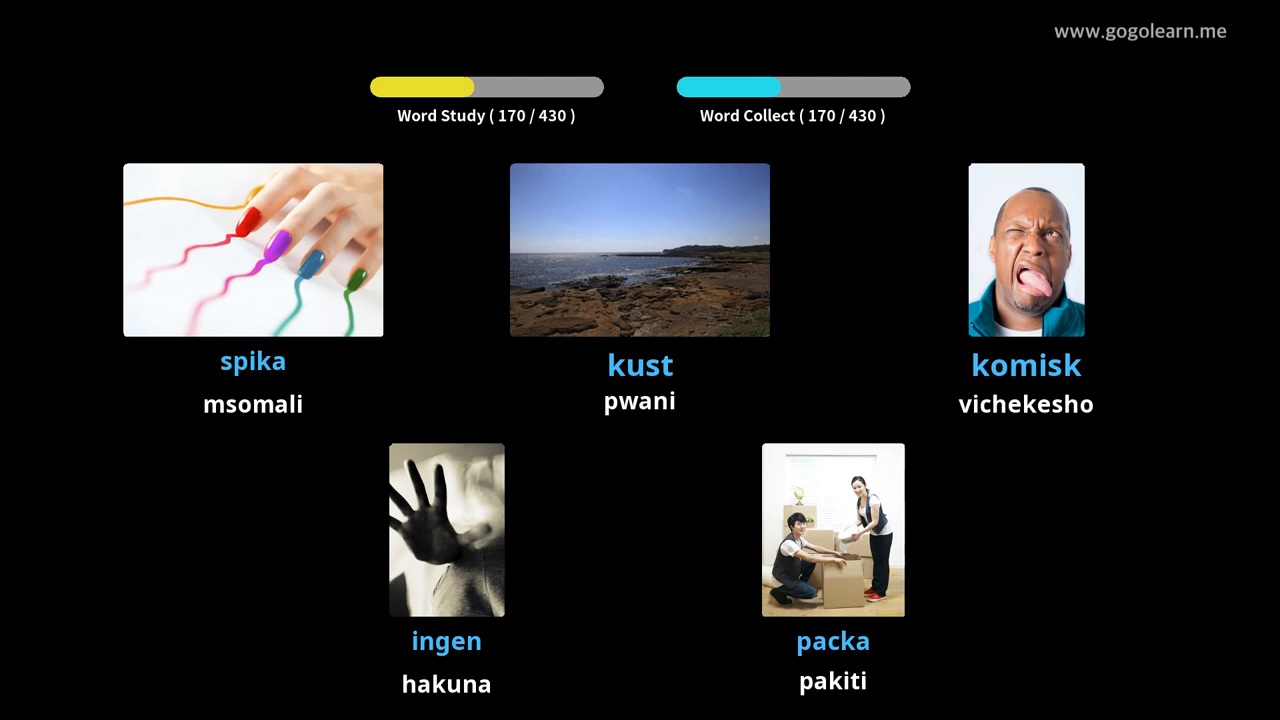 www.gogolearn.me
Word Study ( 170 / 430 )
Word Collect ( 170 / 430 )
spika
msomali
kust
pwani
komisk
vichekesho
ingen
hakuna
packa
pakiti